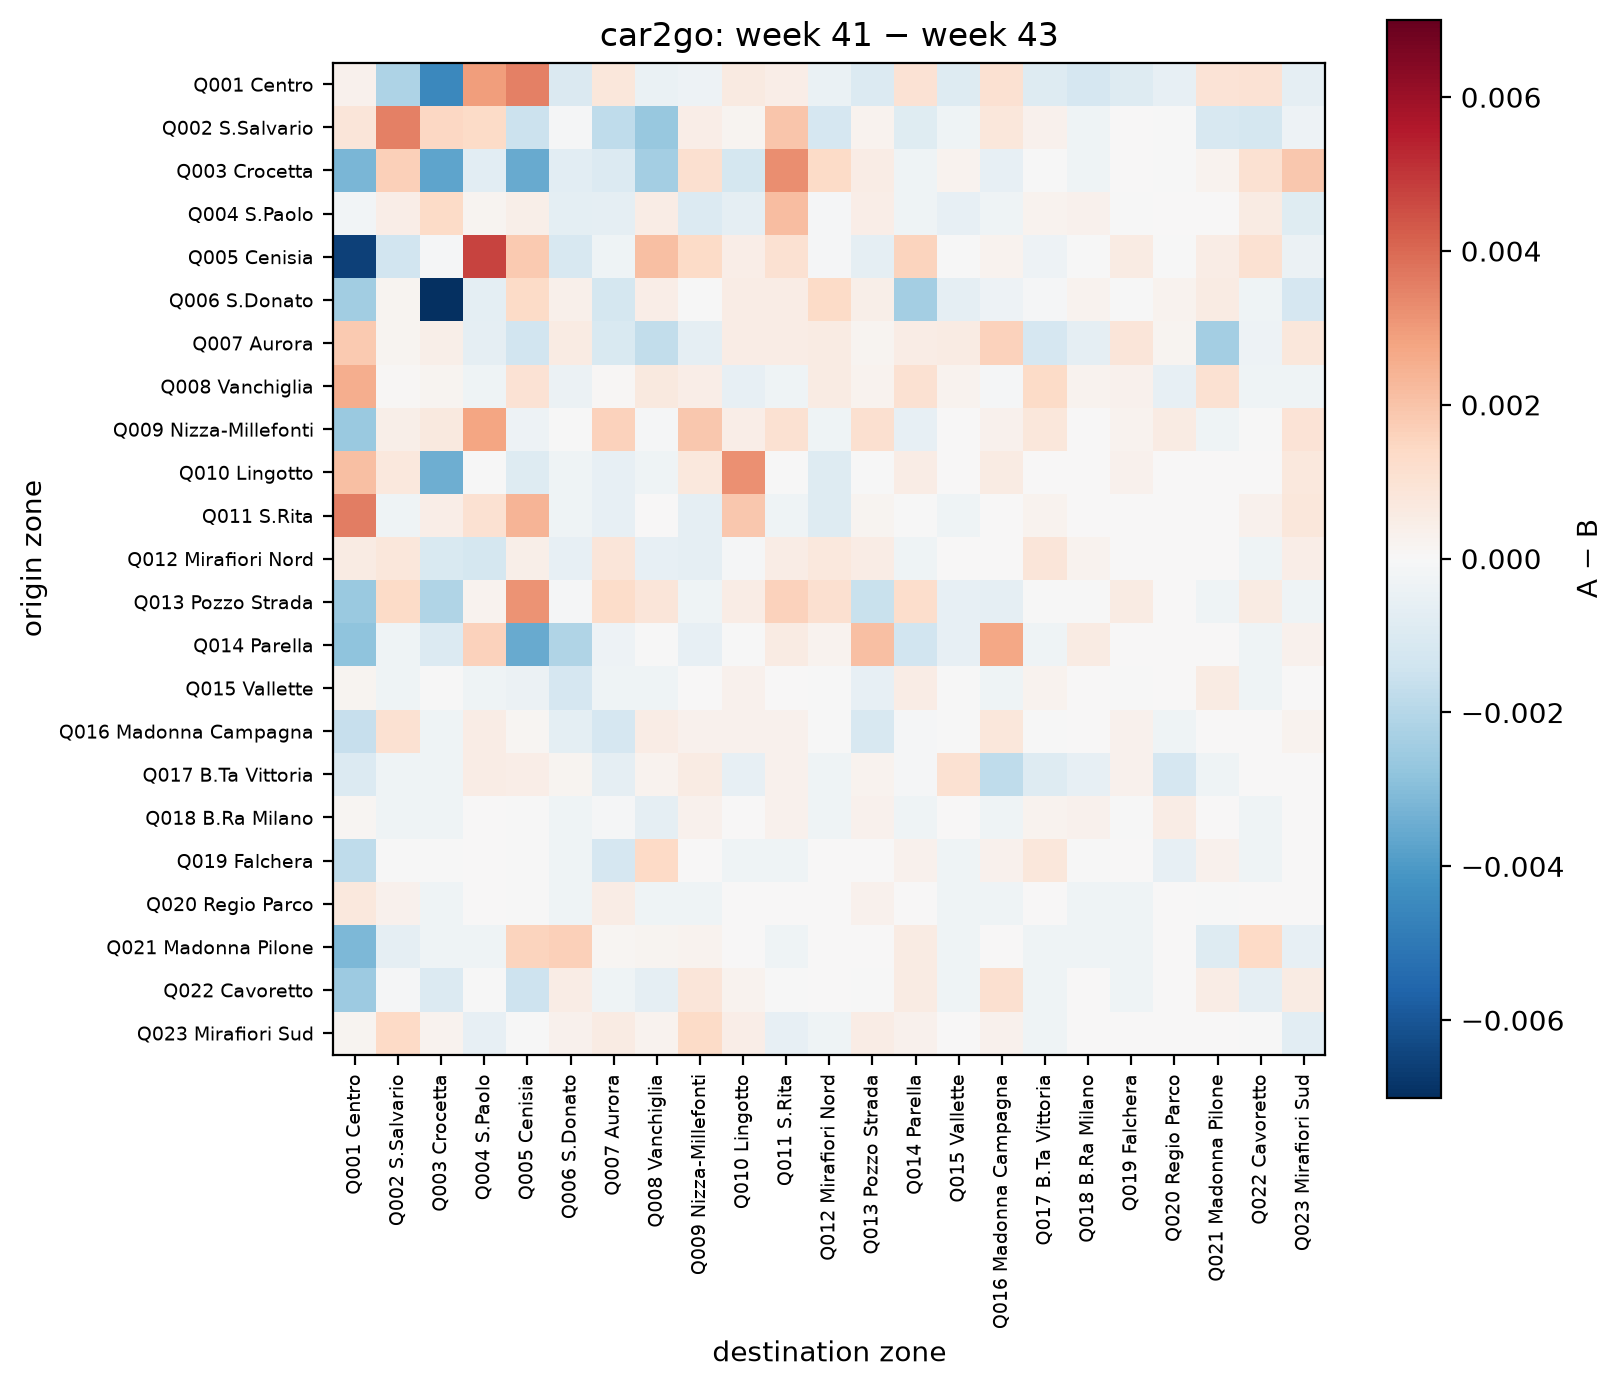 car2go: week 41 − week 43
origin zone
Q001 Centro
Q002 S.Salvario
Q003 Crocetta
Q004 S.Paolo
Q005 Cenisia
Q006 S.Donato
Q007 Aurora
Q008 Vanchiglia
Q009 Nizza-Millefonti
Q010 Lingotto
Q011 S.Rita
Q012 Mirafiori Nord
Q013 Pozzo Strada
Q014 Parella
Q015 Vallette
Q016 Madonna Campagna
Q017 B.Ta Vittoria
Q018 B.Ra Milano
Q019 Falchera
Q020 Regio Parco
Q021 Madonna Pilone
Q022 Cavoretto
Q023 Mirafiori Sud
Q001 Centro
Q002 S.Salvario
Q003 Crocetta
Q004 S.Paolo
Q005 Cenisia
Q006 S.Donato
Q007 Aurora
Q008 Vanchiglia
Q009 Nizza-Millefonti
Q010 Lingotto
Q011 S.Rita
Q012 Mirafiori Nord
Q013 Pozzo Strada
Q014 Parella
Q015 Vallette
Q016 Madonna Campagna
Q017 B.Ta Vittoria
Q018 B.Ra Milano
Q019 Falchera
Q020 Regio Parco
Q021 Madonna Pilone
Q022 Cavoretto
Q023 Mirafiori Sud
destination zone
0.006
0.004
0.002
0.000
−0.002
−0.004
−0.006
A − B